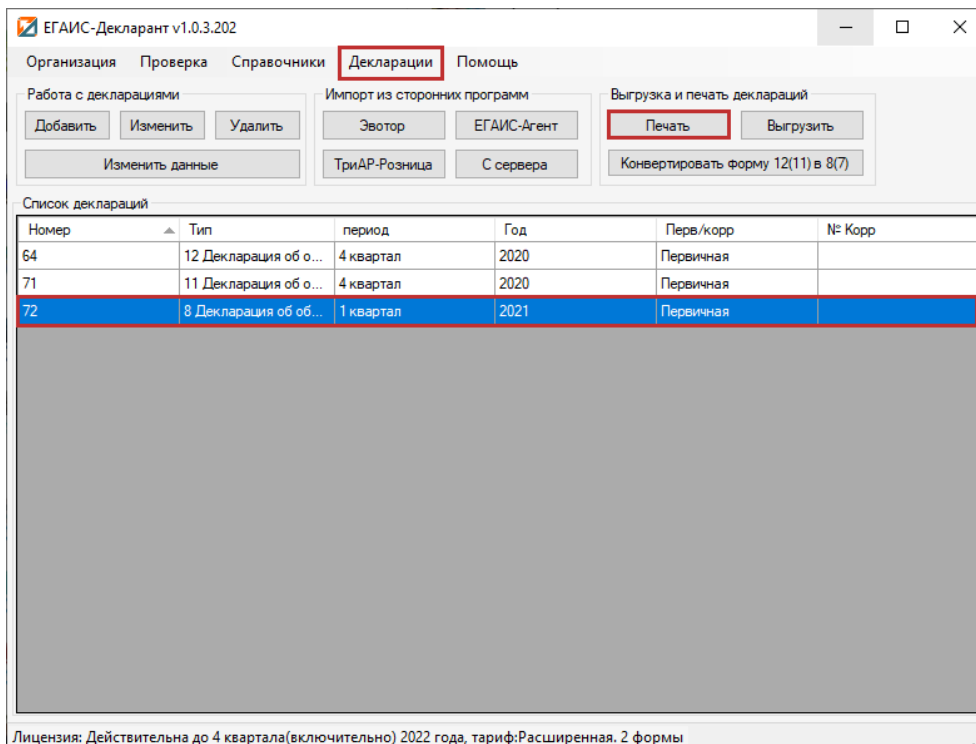 ЕГАИС-Декларант v1.0.3.202
Организация Проверка Справочники Декларации Помощь
Работа с декларациями Импорт из сторонних программ Выгрузка и печать деклараций
Добавить Изменить Удалить Эвотор ЕГАИС-Агент Печать Выгрузить
Изменить данные ТриАР-Розница С сервера Конвертировать форму 12(11) в 8(7)
Список деклараций
Номер Тип период Год Перв/корр № Корр
64 12 Декларация об о... 4 квартал 2020 Первичная
71 11 Декларация об о... 4 квартал 2020 Первичная
72 8 Декларация об об... 1 квартал 2021 Первичная
Лицензия: Действительна до 4 квартала(включительно) 2022 года, тариф:Расширенная. 2 формы